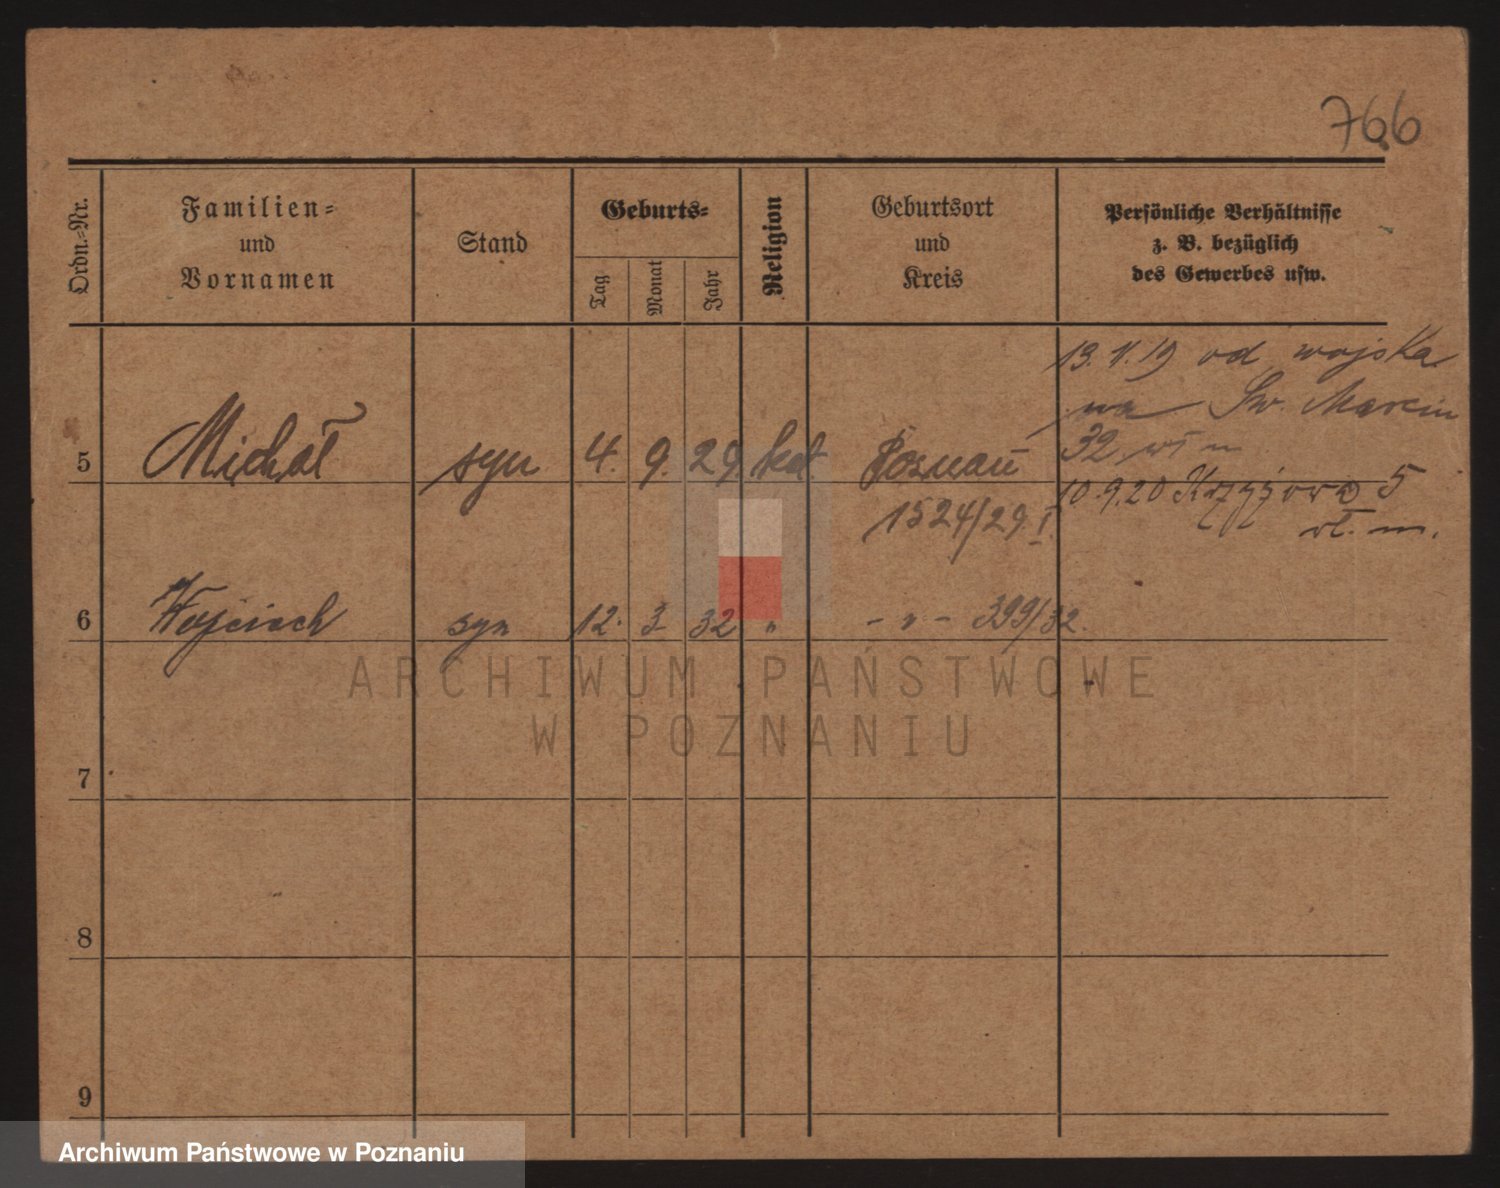 766
Ordn.-Nr.
Familien-
und
Vornamen
Stand
Geburts-
Tag
Monat
Jahr
Religion
Geburtsort
und
Kreis
Persönliche Verhältnisse
z. B. bezüglich
des Gewerbes usw.
13. V. 19 od wojska
na Św. Marcin
32
5 Michał syn 4. 9. 29. kat. Poznań
10.9.20 Krzyżowa 5
1524/29 I
wł. m.
6 Wojciech syn 12. 3. 32 " - " - 399/32.
ARCHIWUM PAŃSTWOWE
W POZNANIU
7
8
9
Archiwum Państwowe w Poznaniu